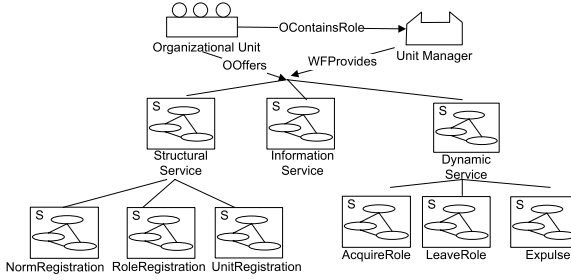 OContainsRole
Organizational Unit
Unit Manager
OOffers
WFProvides
S
S
S
Structural
Service
Information
Service
Dynamic
Service
S
S
S
S
S
S
NormRegistration
RoleRegistration
UnitRegistration
AcquireRole
LeaveRole
Expulse